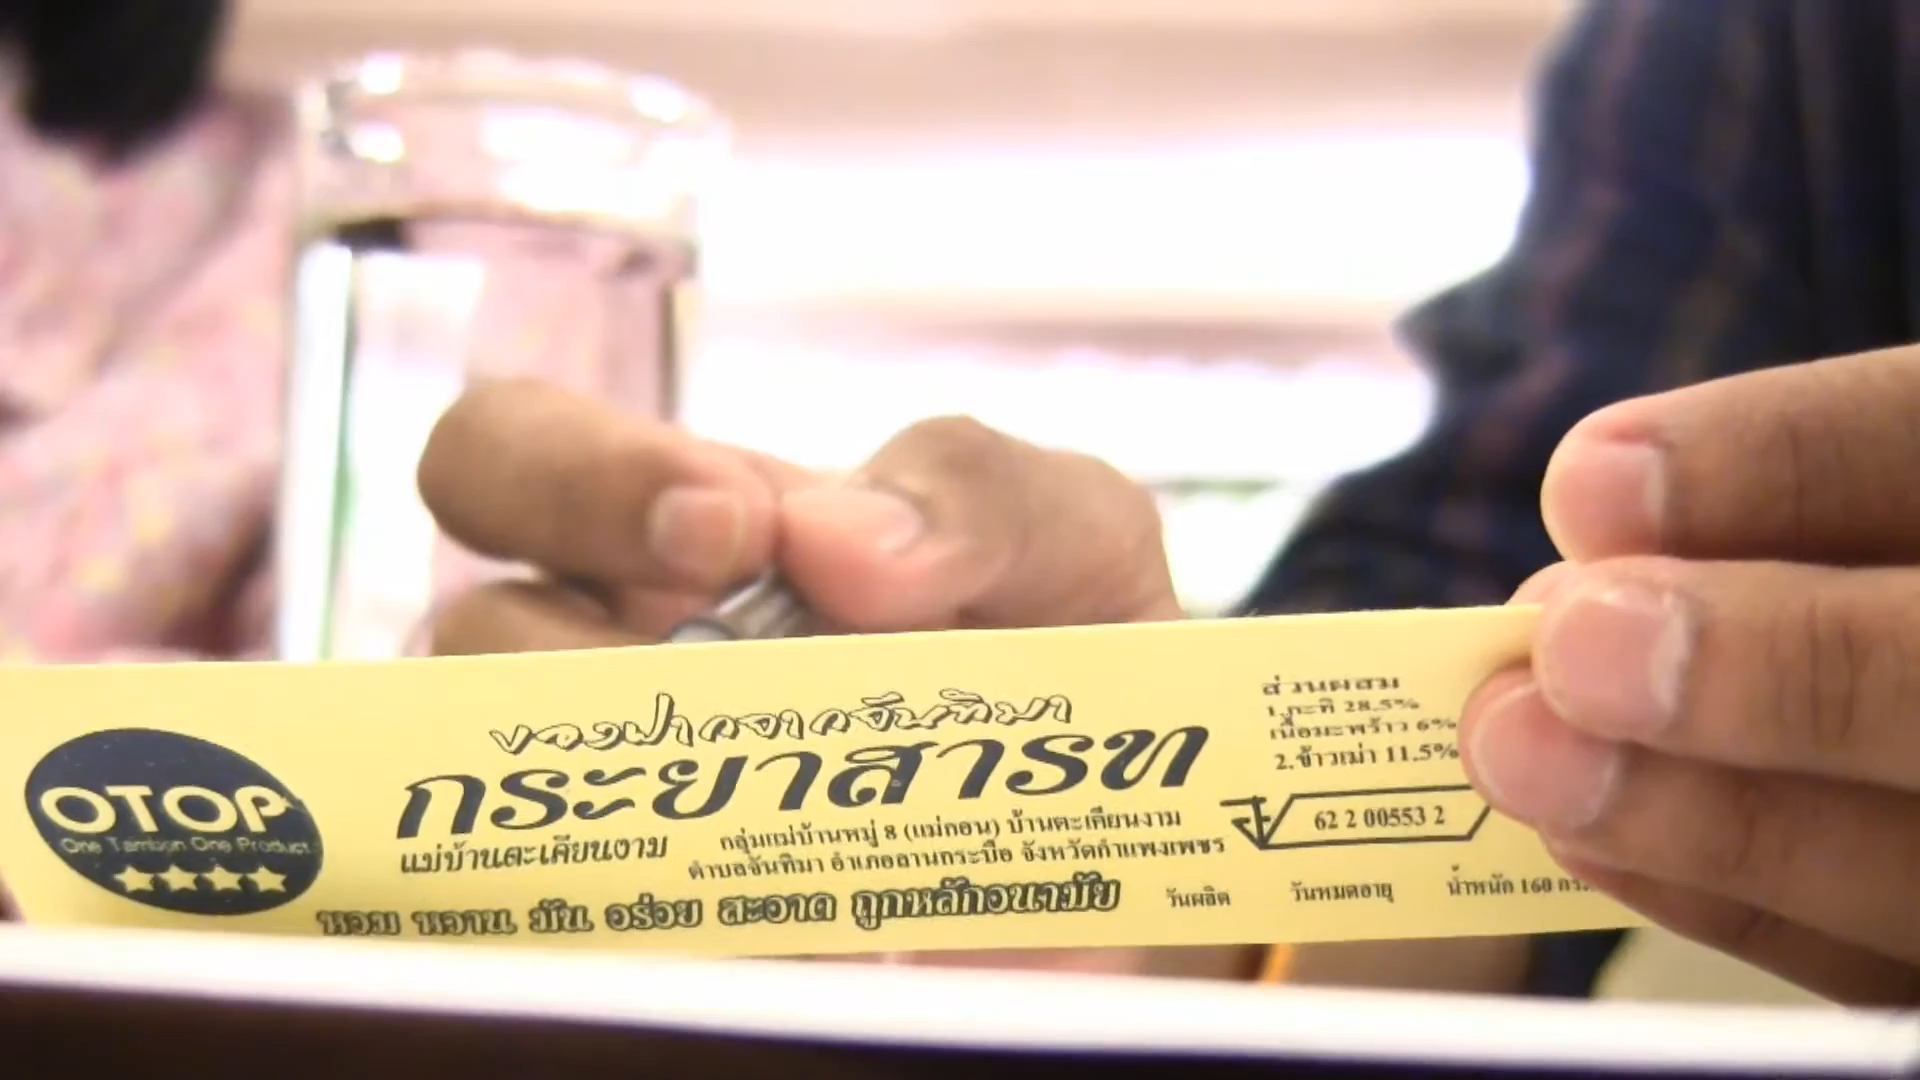 OTOP
One Tambon One Product
ของฝากจากจันทิมา
กระยาสารท
แม่บ้านตะเคียนงาม
กลุ่มแม่บ้านหมู่ 8 (แม่กอน) บ้านตะเคียนงาม
ตำบลจันทิมา อำเภอลานกระบือ จังหวัดกำแพงเพชร
หอม หวาน มัน อร่อย สะอาด ถูกหลักอนามัย
ส่วนผสม
1.กะทิ 28.5%
เนื้อมะพร้าว 6%
2.ข้าวเม่า 11.5%
62 2 00553 2
วันผลิต วันหมดอายุ น้ำหนัก 160